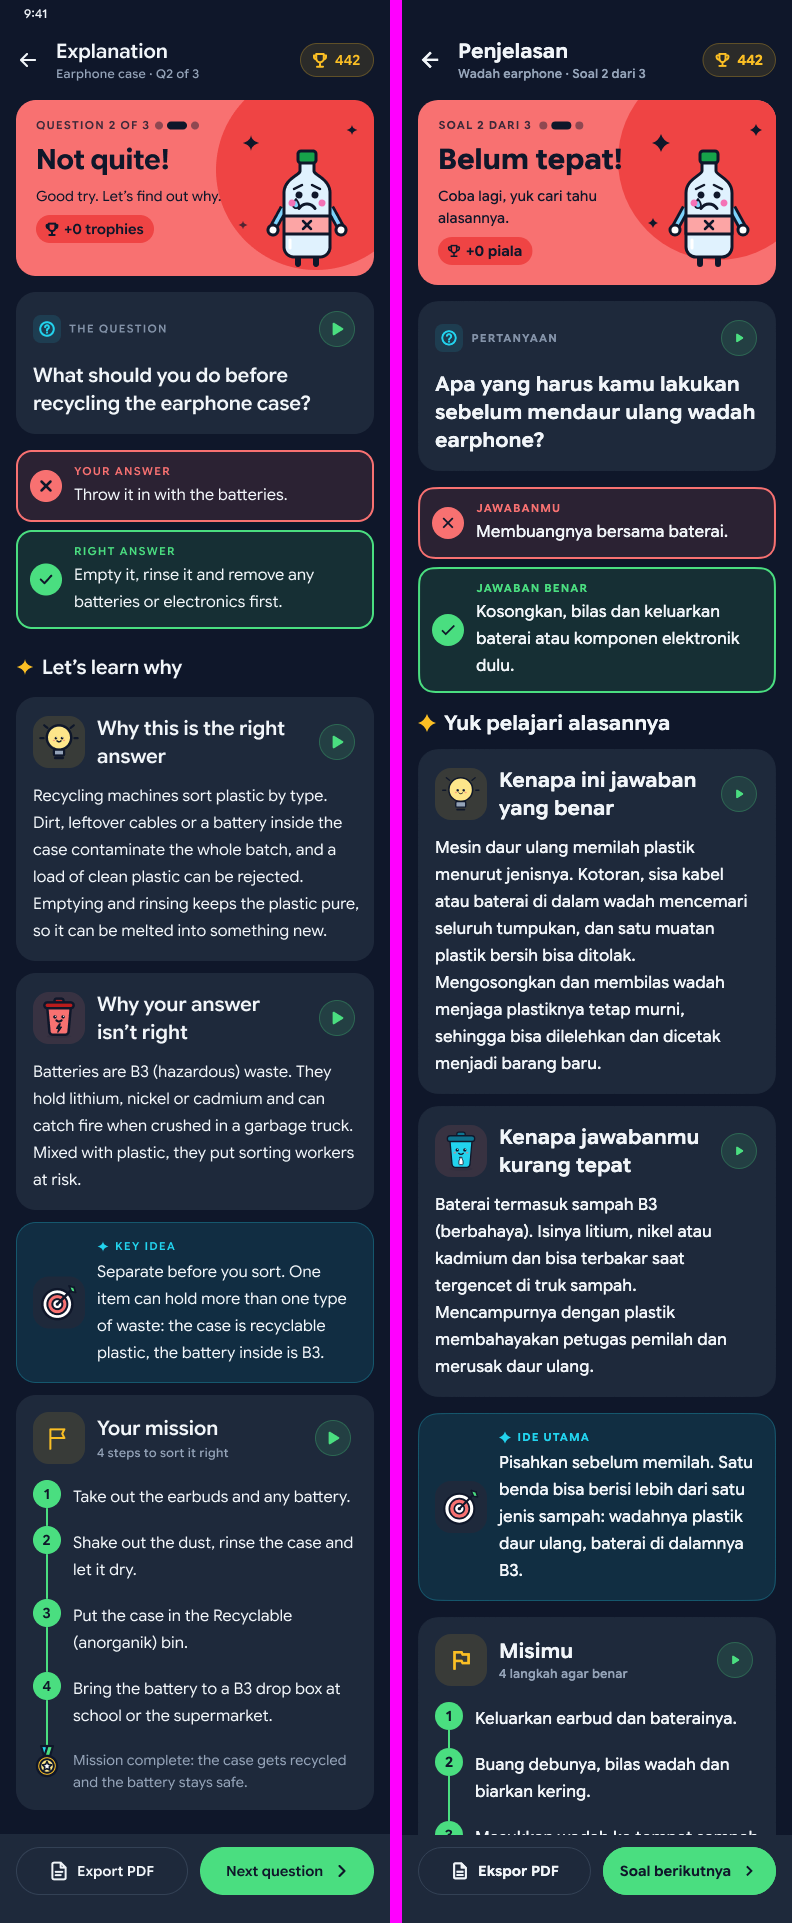 9:41
Explanation
Earphone case · Q2 of 3
442
QUESTION 2 OF 3
Not quite!
Good try. Let's find out why.
+0 trophies
THE QUESTION
What should you do before
recycling the earphone case?
YOUR ANSWER
Throw it in with the batteries.
RIGHT ANSWER
Empty it, rinse it and remove any
batteries or electronics first.
Let's learn why
Why this is the right
answer
Recycling machines sort plastic by type.
Dirt, leftover cables or a battery inside the
case contaminate the whole batch, and a
load of clean plastic can be rejected.
Emptying and rinsing keeps the plastic pure,
so it can be melted into something new.
Why your answer
isn't right
Batteries are B3 (hazardous) waste. They
hold lithium, nickel or cadmium and can
catch fire when crushed in a garbage truck.
Mixed with plastic, they put sorting workers
at risk.
KEY IDEA
Separate before you sort. One
item can hold more than one type
of waste: the case is recyclable
plastic, the battery inside is B3.
Your mission
4 steps to sort it right
1 Take out the earbuds and any battery.
2 Shake out the dust, rinse the case and
let it dry.
3 Put the case in the Recyclable
(anorganik) bin.
4 Bring the battery to a B3 drop box at
school or the supermarket.
Mission complete: the case gets recycled
and the battery stays safe.
Export PDF
Next question
Penjelasan
Wadah earphone · Soal 2 dari 3
442
SOAL 2 DARI 3
Belum tepat!
Coba lagi, yuk cari tahu
alasannya.
+0 piala
PERTANYAAN
Apa yang harus kamu lakukan
sebelum mendaur ulang wadah
earphone?
JAWABANMU
Membuangnya bersama baterai.
JAWABAN BENAR
Kosongkan, bilas dan keluarkan
baterai atau komponen elektronik
dulu.
Yuk pelajari alasannya
Kenapa ini jawaban
yang benar
Mesin daur ulang memilah plastik
menurut jenisnya. Kotoran, sisa kabel
atau baterai di dalam wadah mencemari
seluruh tumpukan, dan satu muatan
plastik bersih bisa ditolak.
Mengosongkan dan membilas wadah
menjaga plastiknya tetap murni,
sehingga bisa dilelehkan dan dicetak
menjadi barang baru.
Kenapa jawabanmu
kurang tepat
Baterai termasuk sampah B3
(berbahaya). Isinya litium, nikel atau
kadmium dan bisa terbakar saat
tergencet di truk sampah.
Mencampurnya dengan plastik
membahayakan petugas pemilah dan
merusak daur ulang.
IDE UTAMA
Pisahkan sebelum memilah. Satu
benda bisa berisi lebih dari satu
jenis sampah: wadahnya plastik
daur ulang, baterai di dalamnya
B3.
Misimu
4 langkah agar benar
1 Keluarkan earbud dan baterainya.
2 Buang debunya, bilas wadah dan
biarkan kering.
Ekspor PDF
Soal berikutnya